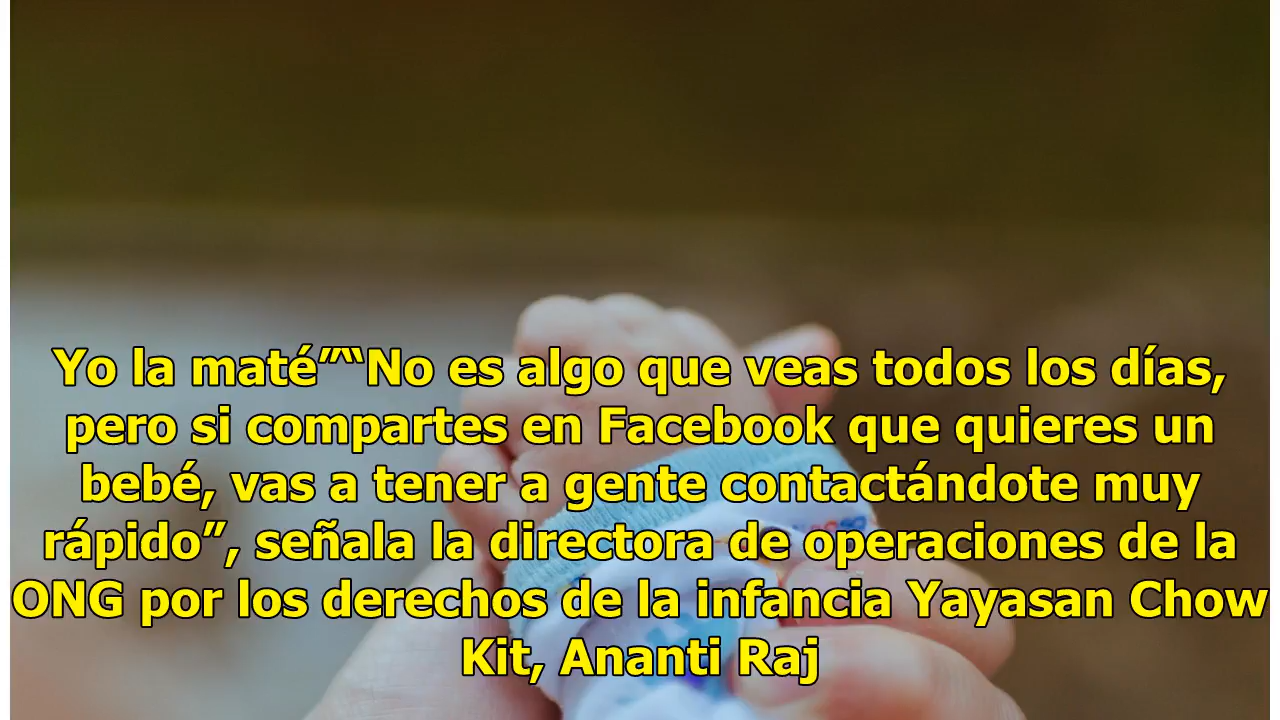 Yo la maté”“No es algo que veas todos los días,
pero si compartes en Facebook que quieres un
bebé, vas a tener a gente contactándote muy
rápido”, señala la directora de operaciones de la
ONG por los derechos de la infancia Yayasan Chow
Kit, Ananti Raj